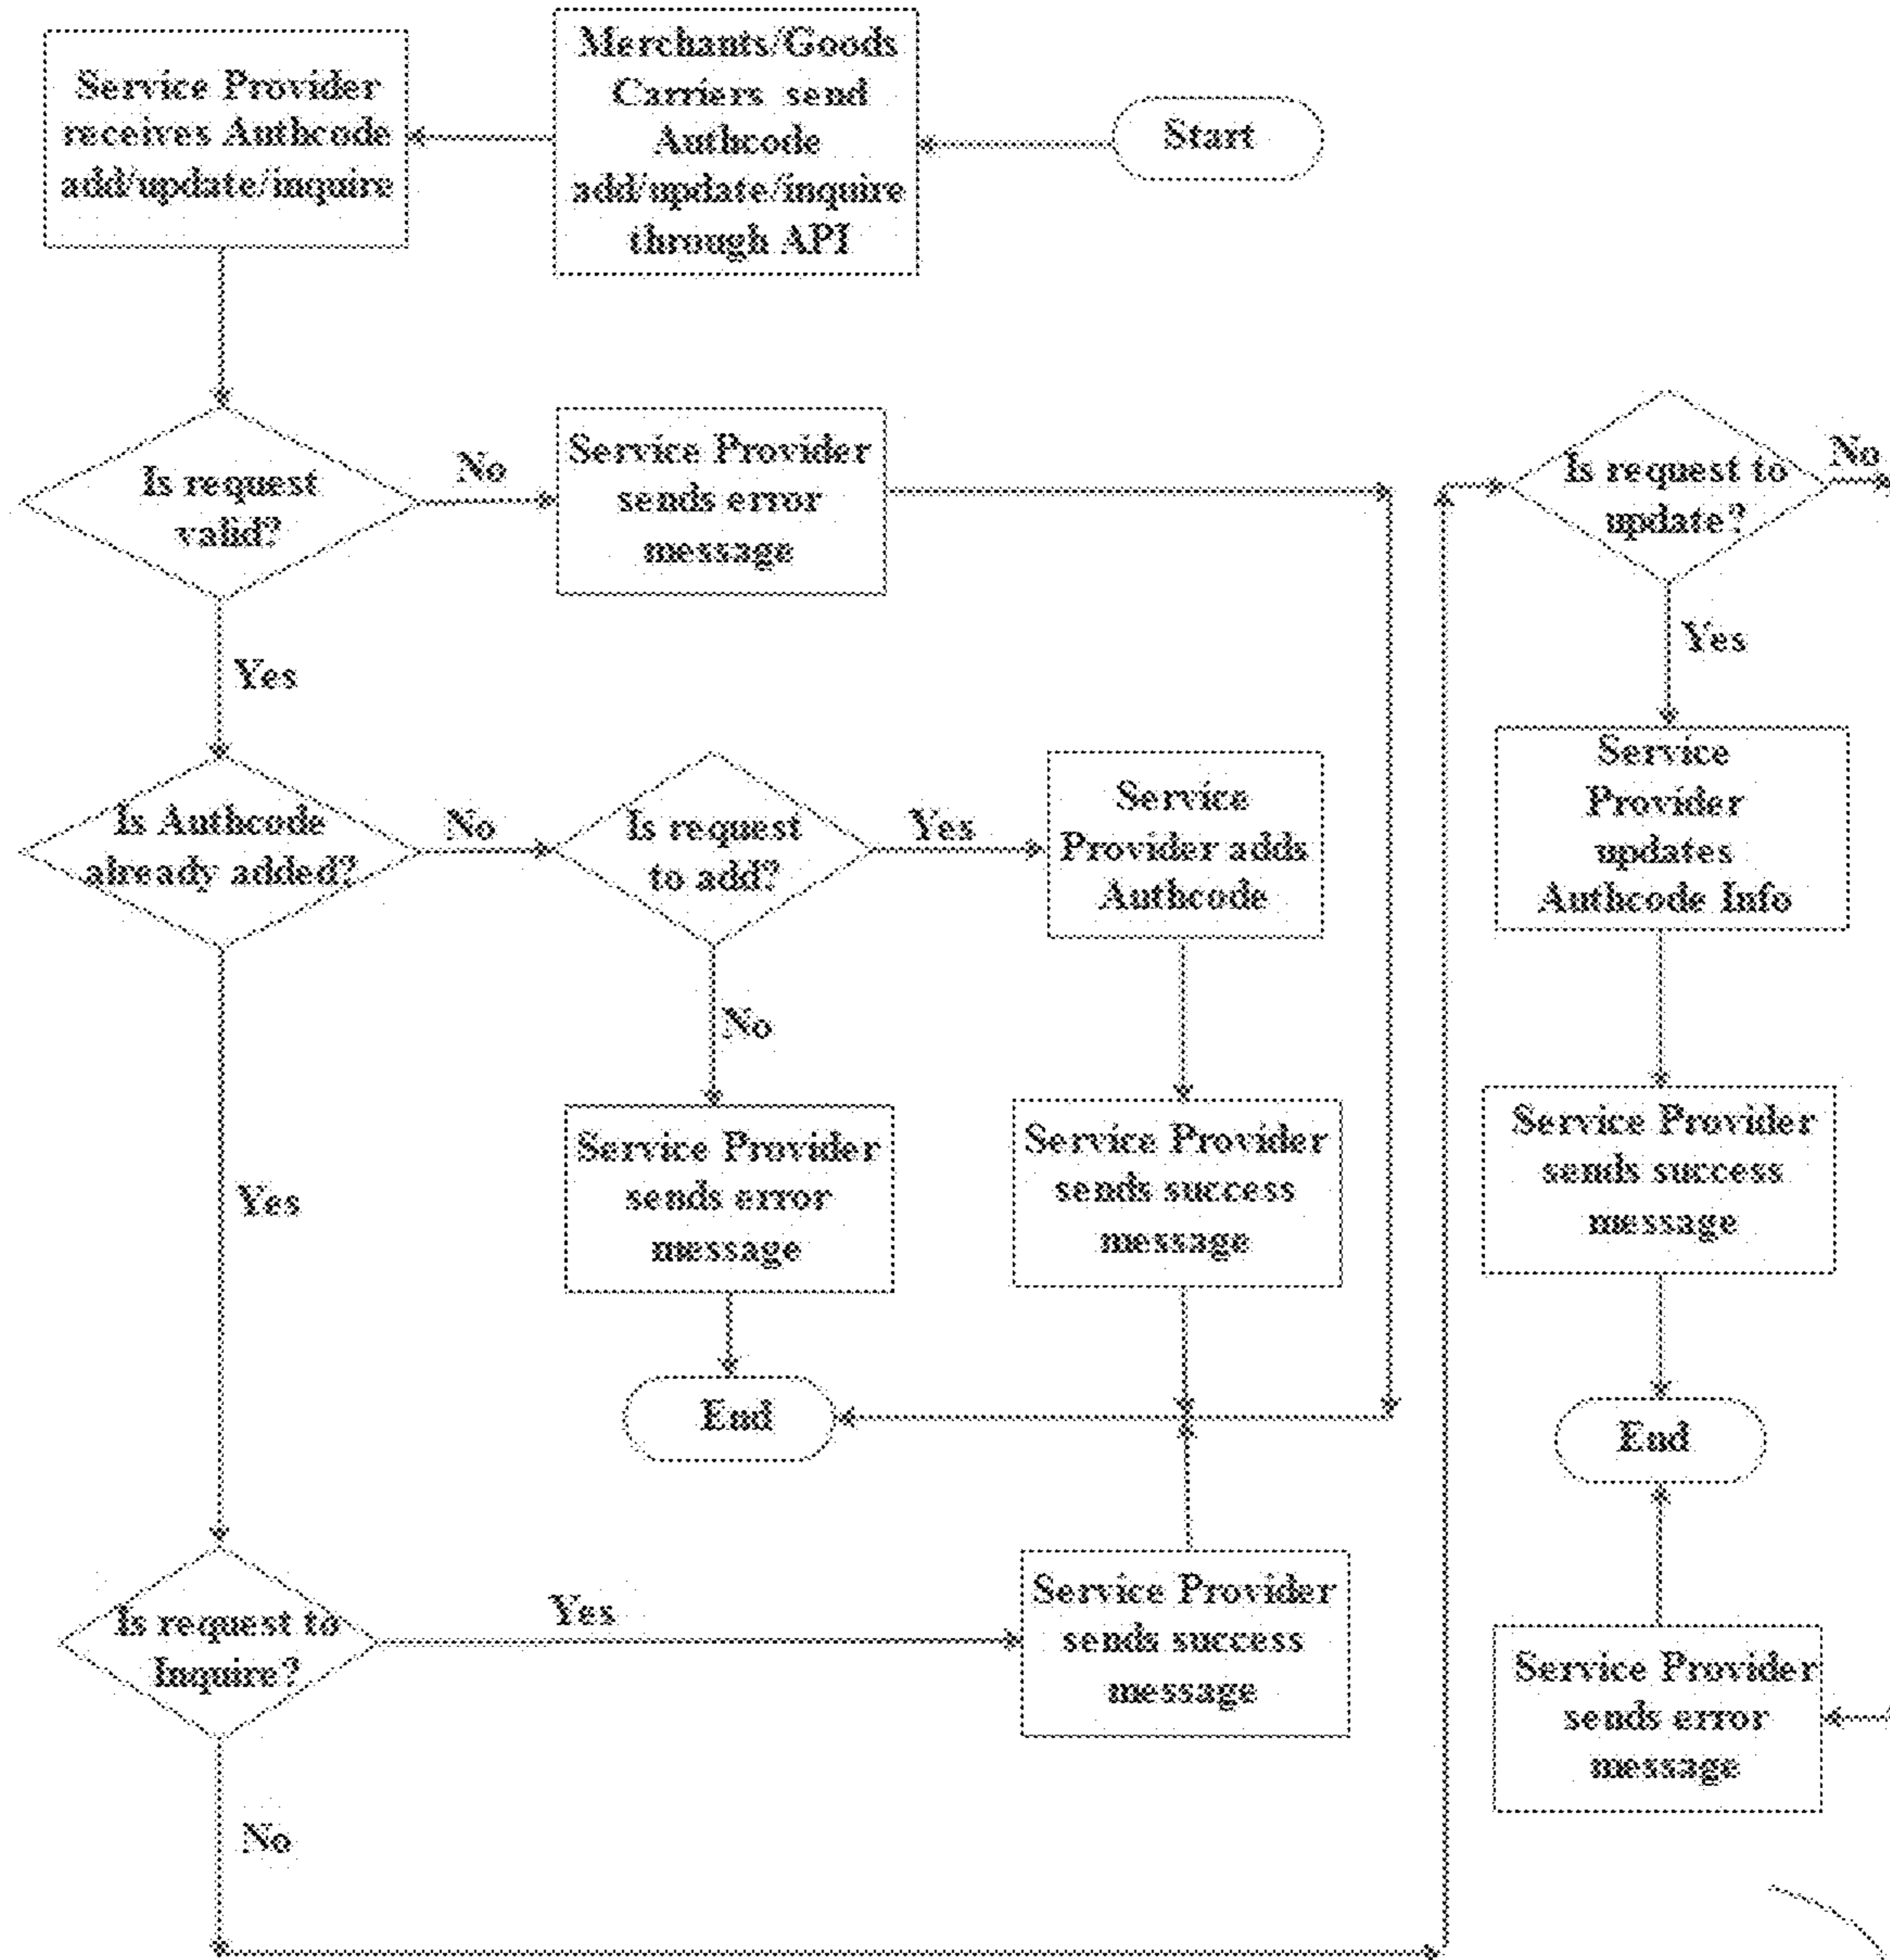 Start
Merchants/Goods
Carriers send
Authcode
add/update/inquire
through API
Service Provider
receives Authcode
add/update/inquire
Is request
valid?
No
Service Provider
sends error
message
Yes
Is Authcode
already added?
No
Is request
to add?
Yes
Service
Provider adds
Authcode
Service Provider
sends success
message
No
Service Provider
sends error
message
End
Yes
Is request to
Inquire?
Yes
Service Provider
sends success
message
No
Is request to
update?
No
Yes
Service
Provider
updates
Authcode Info
Service Provider
sends success
message
End
Service Provider
sends error
message